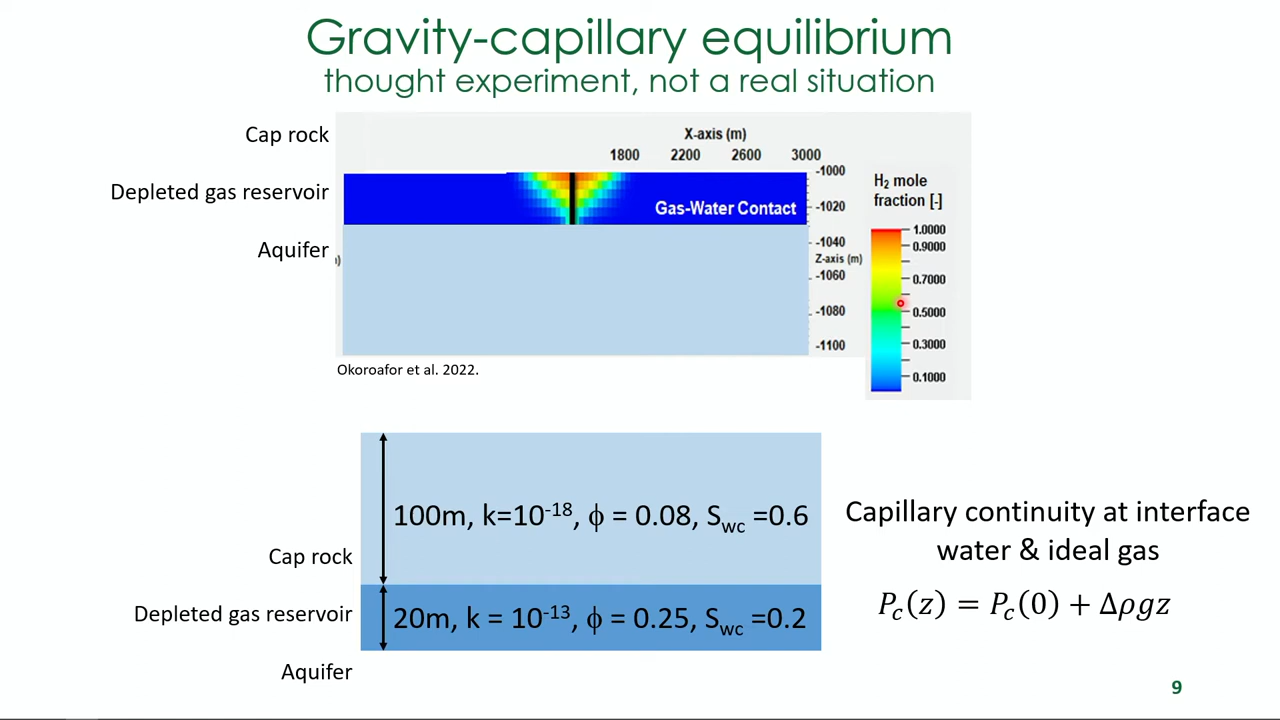 Gravity-capillary equilibrium
thought experiment, not a real situation
Cap rock
Depleted gas reservoir
Aquifer
X-axis (m)
1800 2200 2600 3000
-1000
-1020
-1040
Z-axis (m)
-1060
-1080
-1100
Gas-Water Contact
)
H₂ mole
fraction [-]
1.0000
0.9000
0.7000
0.5000
0.3000
0.1000
Okoroafor et al. 2022.
100m, k=10⁻¹⁸, ϕ = 0.08, Swc =0.6
20m, k = 10⁻¹³, ϕ = 0.25, Swc =0.2
Cap rock
Depleted gas reservoir
Aquifer
Capillary continuity at interface
water & ideal gas
Pc(z) = Pc(0) + Δρgz
9